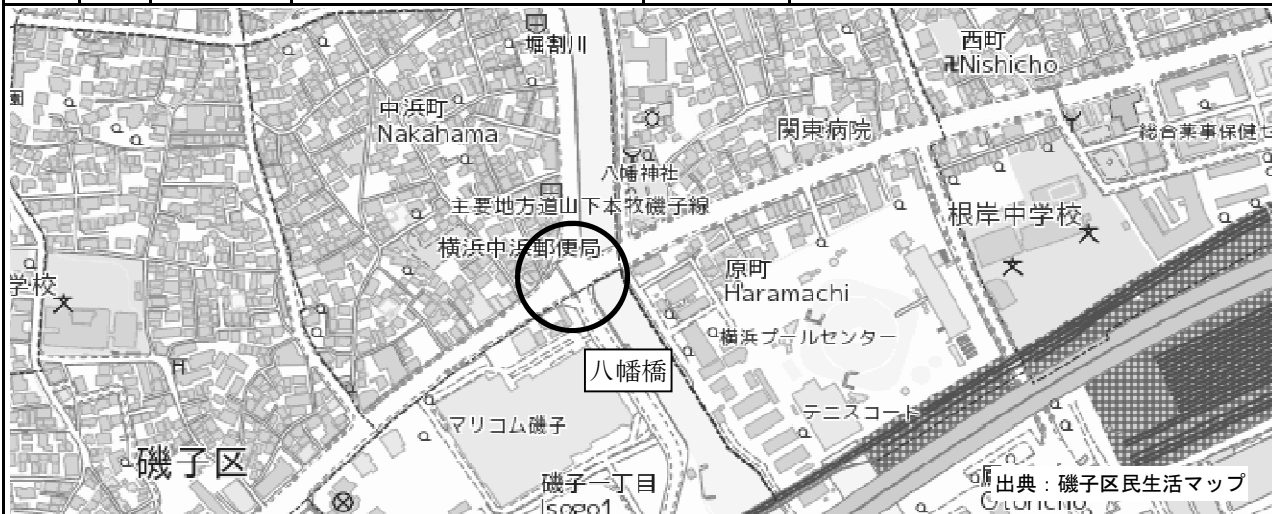 堀割川
西町
Nishicho
園
中浜町
Nakahama
関東病院
総合薬事保健セ
八幡神社
主要地方道山下本牧磯子線
根岸中学校
横浜中浜郵便局
原町
Haramachi
学校
横浜プールセンター
八幡橋
テニスコート
マリコム磯子
磯子区
磯子一丁目
Isogo1
出典：磯子区民生活マップ